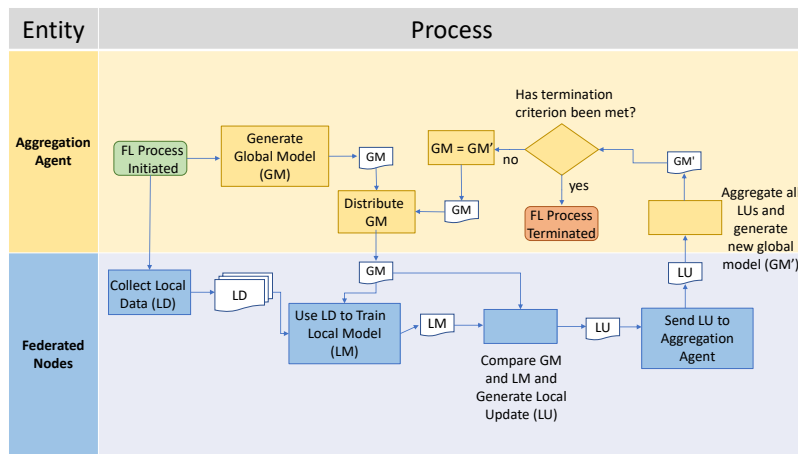 Entity
Process
Aggregation
Agent
FL Process
Initiated
Generate
Global Model
(GM)
GM
Distribute
GM
GM = GM'
GM
no
Has termination
criterion been met?
yes
FL Process
Terminated
GM'
Aggregate all
LUs and
generate
new global
model (GM')
Federated
Nodes
Collect Local
Data (LD)
LD
GM
Use LD to Train
Local Model
(LM)
LM
Compare GM
and LM and
Generate Local
Update (LU)
LU
Send LU to
Aggregation
Agent
LU